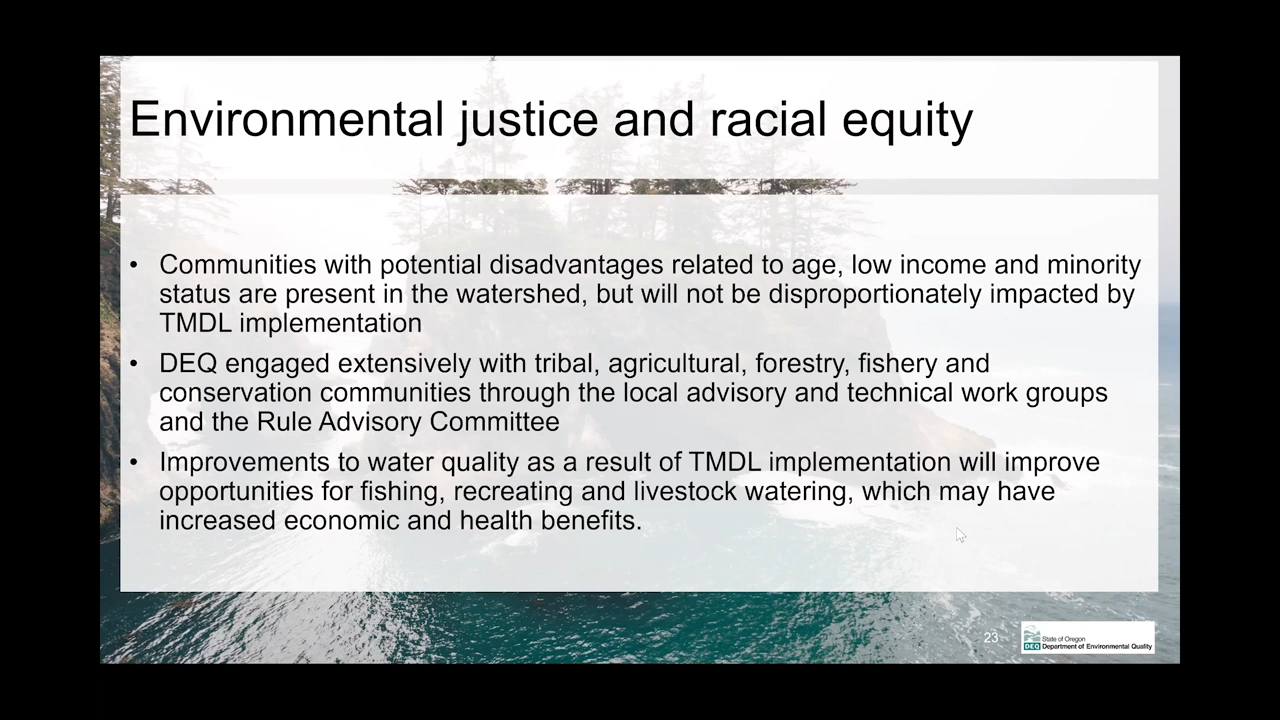 Environmental justice and racial equity
• Communities with potential disadvantages related to age, low income and minority
status are present in the watershed, but will not be disproportionately impacted by
TMDL implementation
• DEQ engaged extensively with tribal, agricultural, forestry, fishery and
conservation communities through the local advisory and technical work groups
and the Rule Advisory Committee
• Improvements to water quality as a result of TMDL implementation will improve
opportunities for fishing, recreating and livestock watering, which may have
increased economic and health benefits.
23
State of Oregon
DEQ Department of Environmental Quality